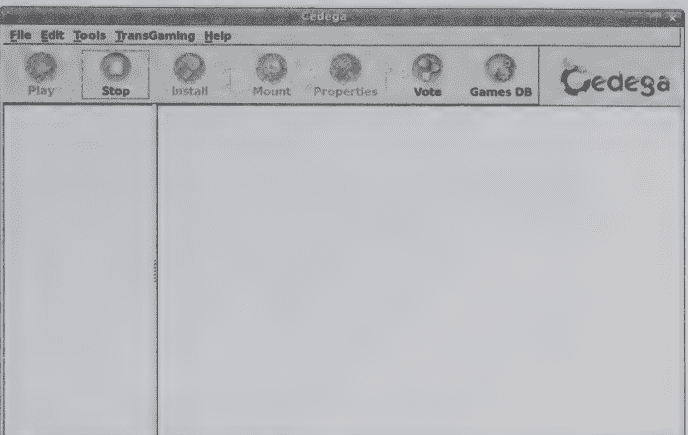 Cedega
File Edit Tools TransGaming Help
Play Stop Install Mount Properties Vote Games DB Cedega